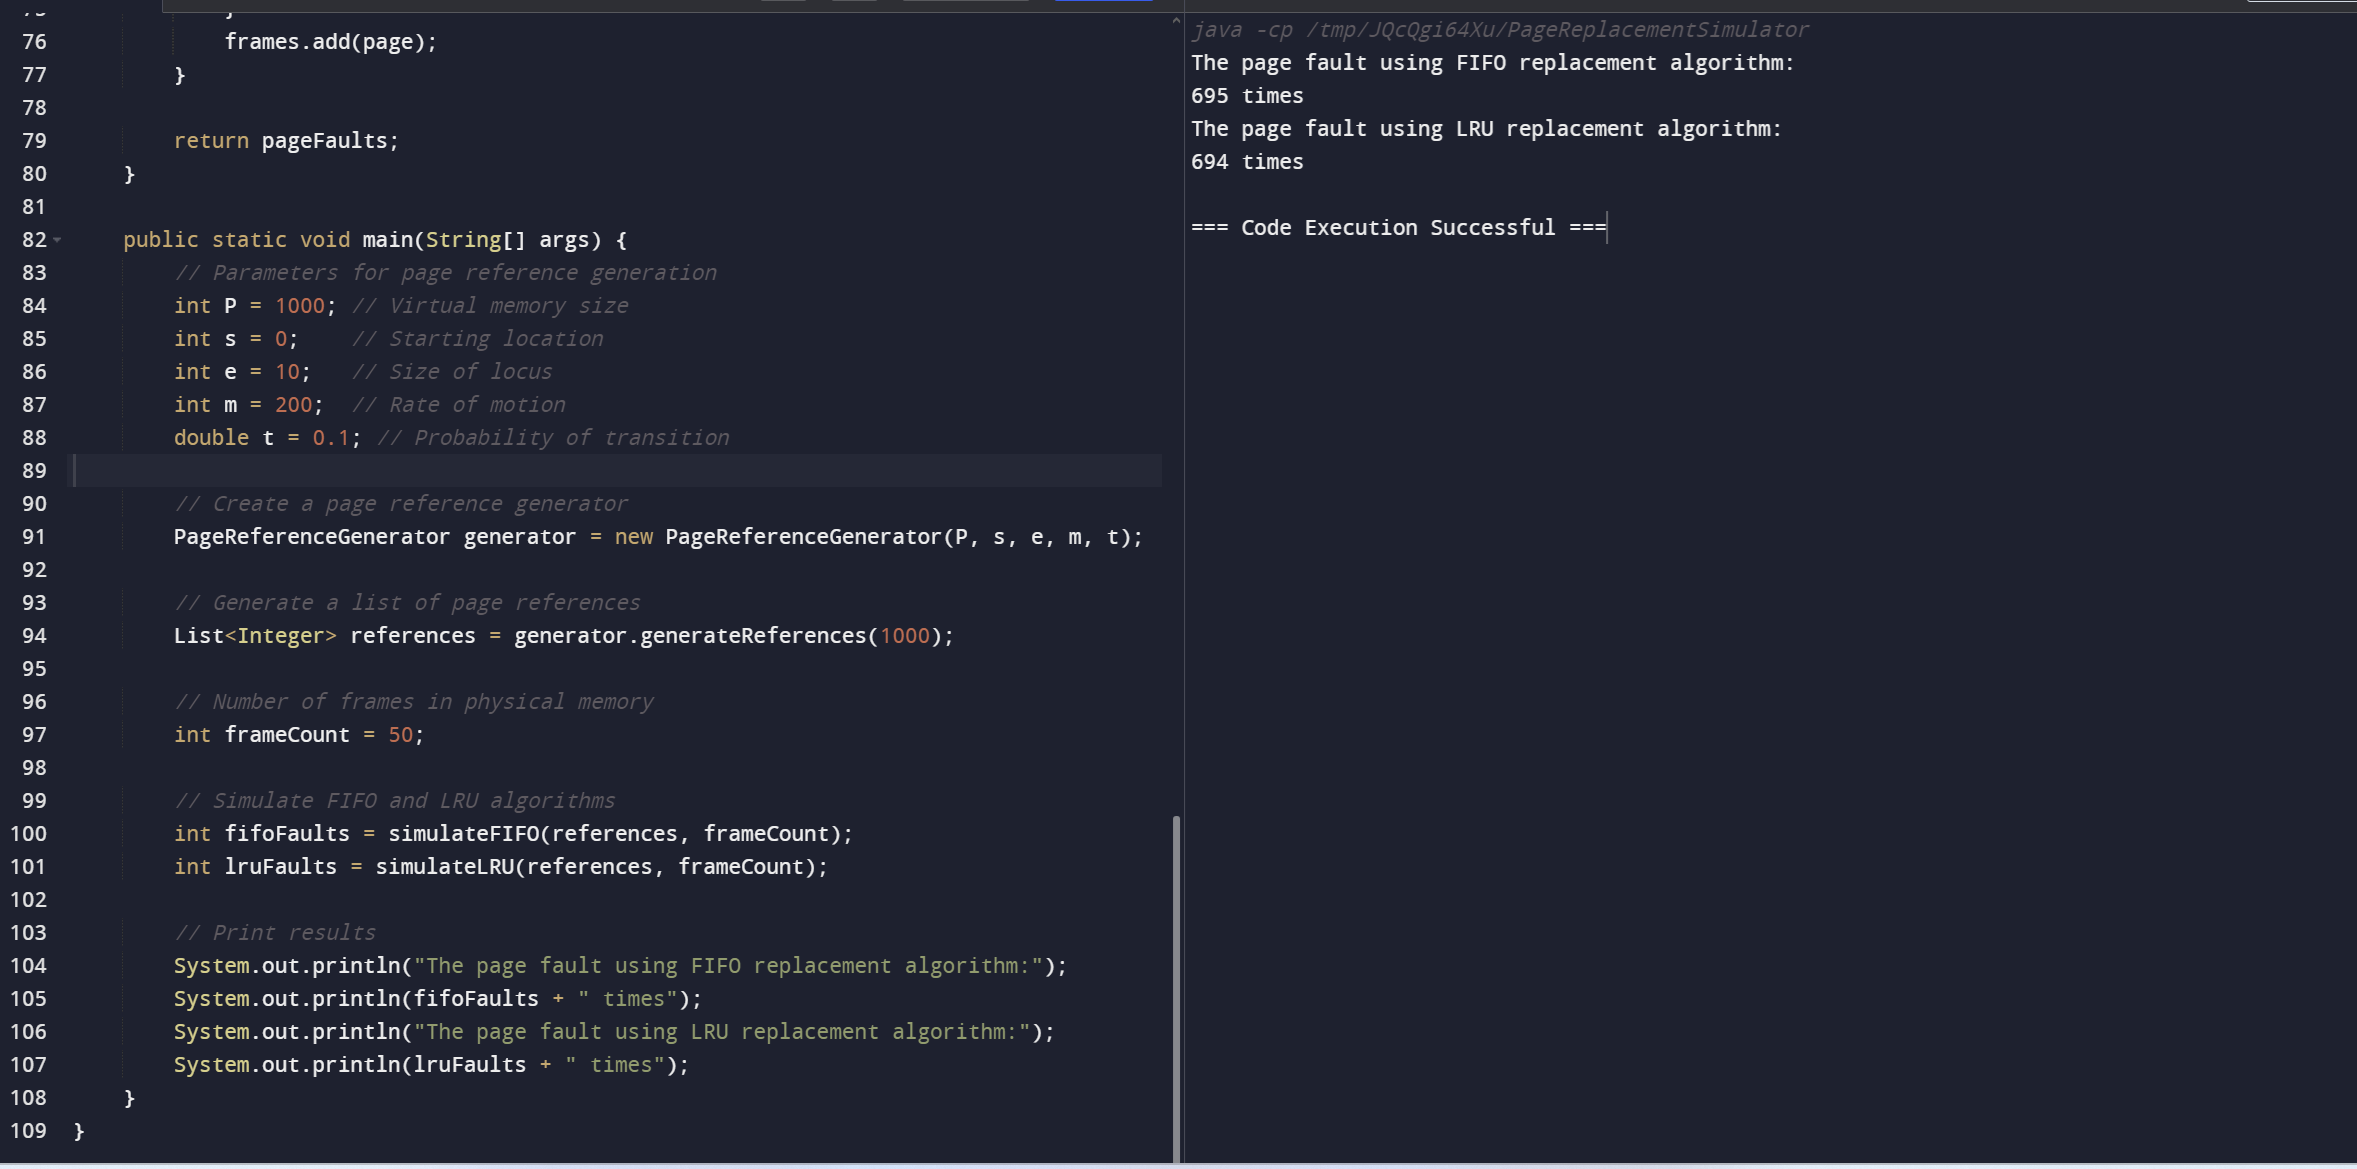 76 frames.add(page);
77 }
78
79 return pageFaults;
80 }
81
82 public static void main(String[] args) {
83 // Parameters for page reference generation
84 int P = 1000; // Virtual memory size
85 int s = 0; // Starting location
86 int e = 10; // Size of locus
87 int m = 200; // Rate of motion
88 double t = 0.1; // Probability of transition
89
90 // Create a page reference generator
91 PageReferenceGenerator generator = new PageReferenceGenerator(P, s, e, m, t);
92
93 // Generate a list of page references
94 List<Integer> references = generator.generateReferences(1000);
95
96 // Number of frames in physical memory
97 int frameCount = 50;
98
99 // Simulate FIFO and LRU algorithms
100 int fifoFaults = simulateFIFO(references, frameCount);
101 int lruFaults = simulateLRU(references, frameCount);
102
103 // Print results
104 System.out.println("The page fault using FIFO replacement algorithm:");
105 System.out.println(fifoFaults + " times");
106 System.out.println("The page fault using LRU replacement algorithm:");
107 System.out.println(lruFaults + " times");
108 }
109 }
java -cp /tmp/JQcQgi64Xu/PageReplacementSimulator
The page fault using FIFO replacement algorithm:
695 times
The page fault using LRU replacement algorithm:
694 times
=== Code Execution Successful ===